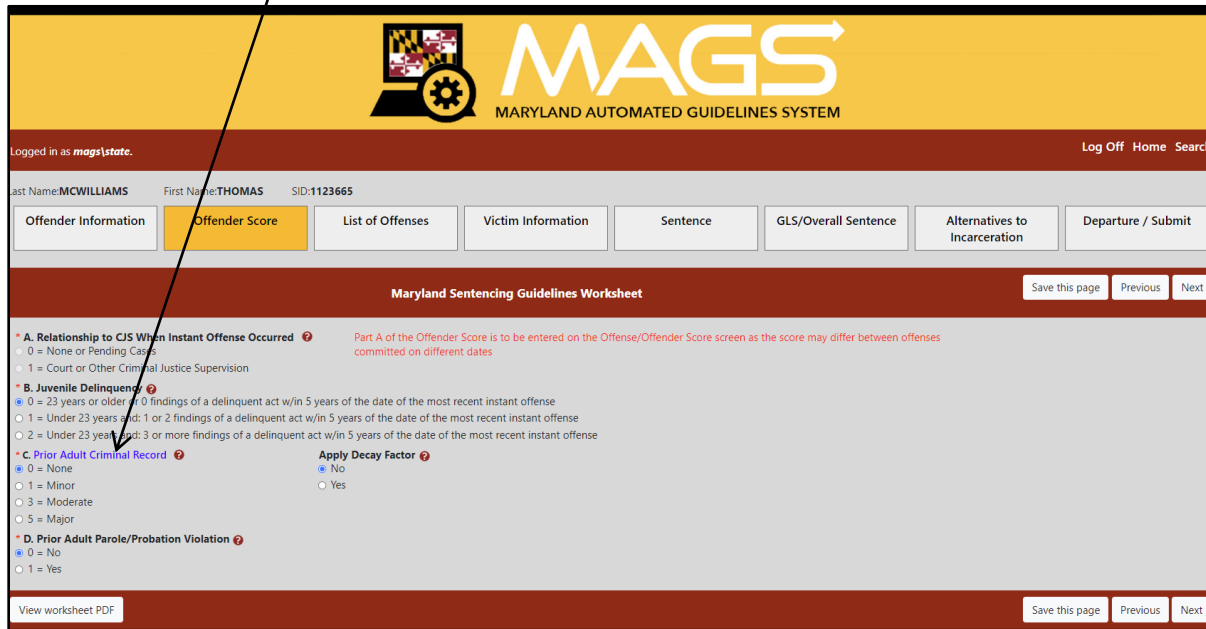 MAGS
MARYLAND AUTOMATED GUIDELINES SYSTEM
Logged in as mags\state.
Log Off Home Search
Last Name:MCWILLIAMS First Name:THOMAS SID:1123665
Offender Information
Offender Score
List of Offenses
Victim Information
Sentence
GLS/Overall Sentence
Alternatives to
Incarceration
Departure / Submit
Maryland Sentencing Guidelines Worksheet
Save this page Previous Next
* A. Relationship to CJS When Instant Offense Occurred ?
Part A of the Offender Score is to be entered on the Offense/Offender Score screen as the score may differ between offenses
committed on different dates
0 = None or Pending Cases
1 = Court or Other Criminal Justice Supervision
* B. Juvenile Delinquency ?
0 = 23 years or older or 0 findings of a delinquent act w/in 5 years of the date of the most recent instant offense
1 = Under 23 years and: 1 or 2 findings of a delinquent act w/in 5 years of the date of the most recent instant offense
2 = Under 23 years and: 3 or more findings of a delinquent act w/in 5 years of the date of the most recent instant offense
* C. Prior Adult Criminal Record ?
0 = None
1 = Minor
3 = Moderate
5 = Major
Apply Decay Factor ?
No
Yes
* D. Prior Adult Parole/Probation Violation ?
0 = No
1 = Yes
View worksheet PDF
Save this page Previous Next